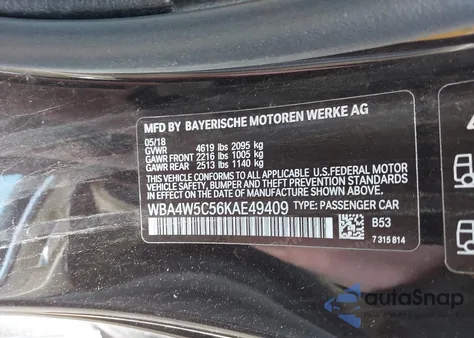 MFD BY BAYERISCHE MOTOREN WERKE AG
05/18
GVWR 4619 lbs 2095 kg
GAWR FRONT 2216 lbs 1005 kg
GAWR REAR 2513 lbs 1140 kg
THIS VEHICLE CONFORMS TO ALL APPLICABLE U.S.FEDERAL MOTOR
VEHICLE SAFETY, BUMPER AND THEFT PREVENTION STANDARDS
IN EFFECT ON THE DATE OF MANUFACTURE SHOWN ABOVE.
WBA4W5C56KAE49409 TYPE: PASSENGER CAR
B53
7 315 814
autoSnap